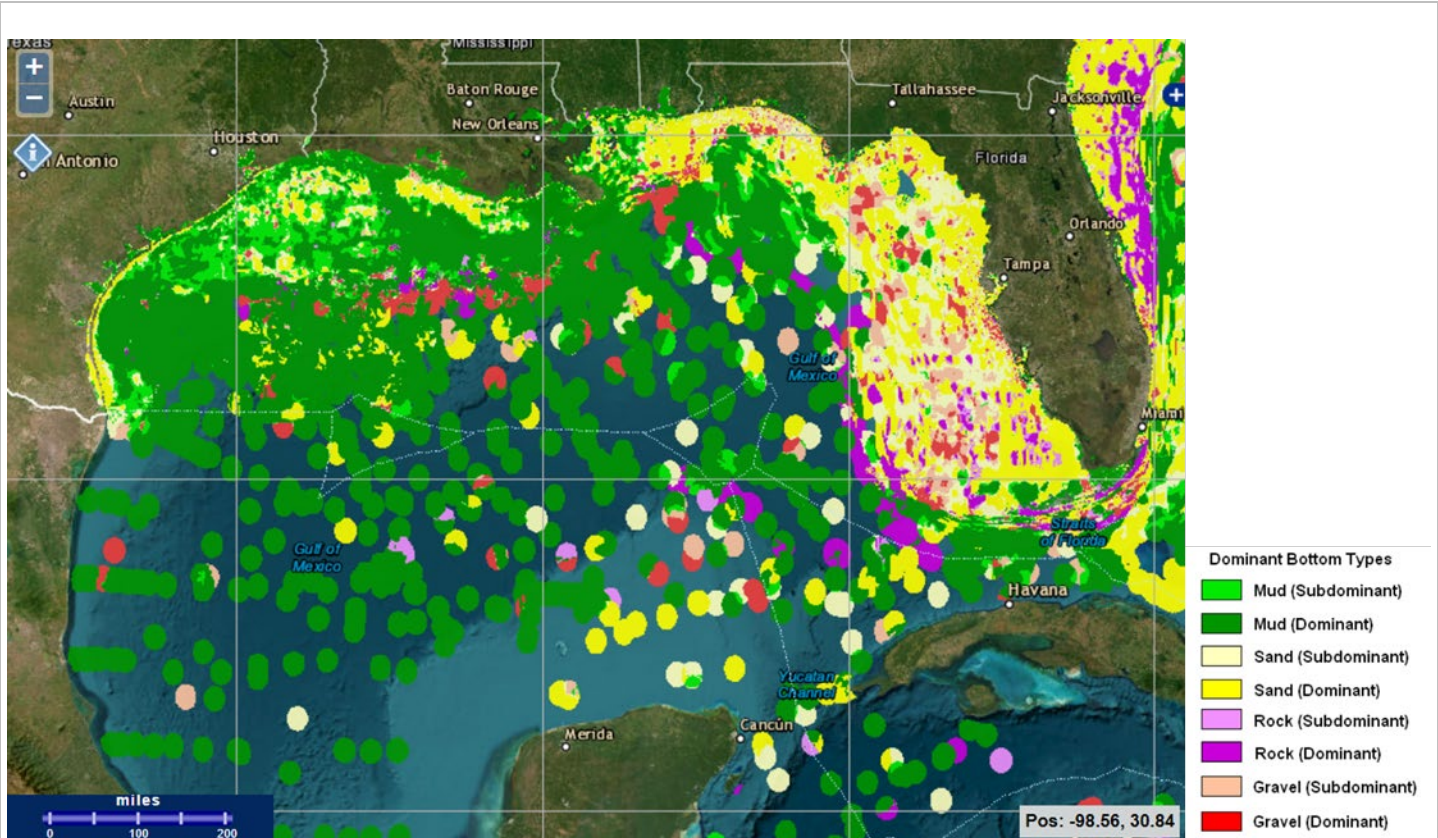 Texas
Mississippi
+
−
Austin
Baton Rouge
Tallahassee
Jacksonville
+
New Orleans
Houston
i
n Antonio
Florida
Orlando
Tampa
Gulf of
Mexico
Miami
Straits
of Florida
Gulf of
Mexico
Havana
Yucatan
Channel
Cancún
Merida
miles
0 100 200
Pos: -98.56, 30.84
Dominant Bottom Types
Mud (Subdominant)
Mud (Dominant)
Sand (Subdominant)
Sand (Dominant)
Rock (Subdominant)
Rock (Dominant)
Gravel (Subdominant)
Gravel (Dominant)